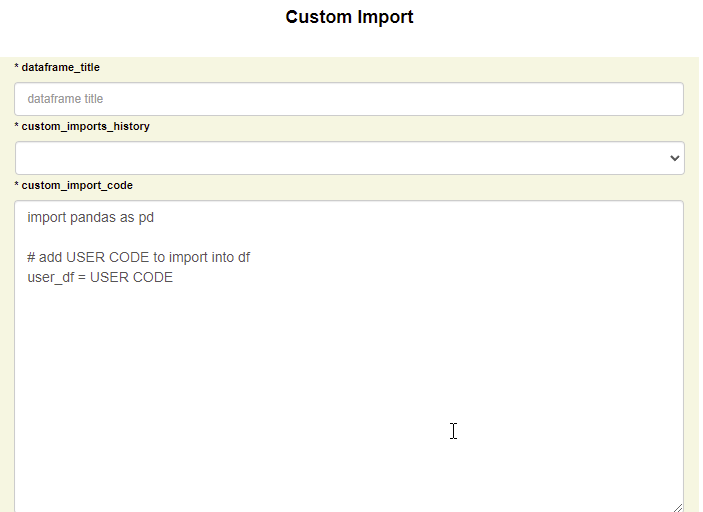 Custom Import
* dataframe_title
dataframe title
* custom_imports_history
* custom_import_code
import pandas as pd
# add USER CODE to import into df
user_df = USER CODE